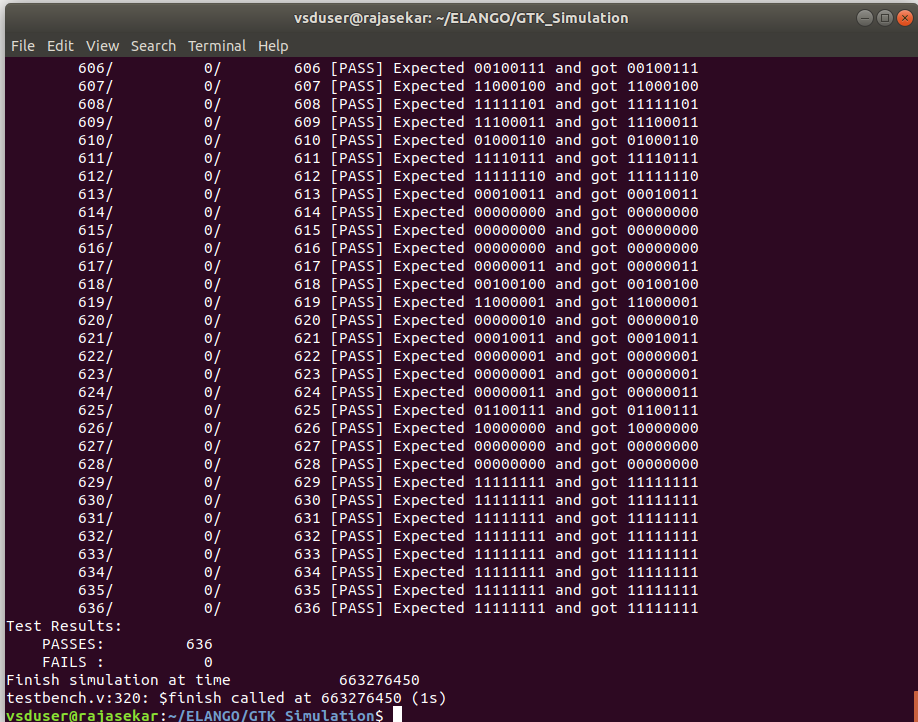 vsduser@rajasekar: ~/ELANGO/GTK_Simulation
File Edit View Search Terminal Help
606/ 0/ 606 [PASS] Expected 00100111 and got 00100111
607/ 0/ 607 [PASS] Expected 11000100 and got 11000100
608/ 0/ 608 [PASS] Expected 11111101 and got 11111101
609/ 0/ 609 [PASS] Expected 11100011 and got 11100011
610/ 0/ 610 [PASS] Expected 01000110 and got 01000110
611/ 0/ 611 [PASS] Expected 11110111 and got 11110111
612/ 0/ 612 [PASS] Expected 11111110 and got 11111110
613/ 0/ 613 [PASS] Expected 00010011 and got 00010011
614/ 0/ 614 [PASS] Expected 00000000 and got 00000000
615/ 0/ 615 [PASS] Expected 00000000 and got 00000000
616/ 0/ 616 [PASS] Expected 00000000 and got 00000000
617/ 0/ 617 [PASS] Expected 00000011 and got 00000011
618/ 0/ 618 [PASS] Expected 00100100 and got 00100100
619/ 0/ 619 [PASS] Expected 11000001 and got 11000001
620/ 0/ 620 [PASS] Expected 00000010 and got 00000010
621/ 0/ 621 [PASS] Expected 00010011 and got 00010011
622/ 0/ 622 [PASS] Expected 00000001 and got 00000001
623/ 0/ 623 [PASS] Expected 00000001 and got 00000001
624/ 0/ 624 [PASS] Expected 00000011 and got 00000011
625/ 0/ 625 [PASS] Expected 01100111 and got 01100111
626/ 0/ 626 [PASS] Expected 10000000 and got 10000000
627/ 0/ 627 [PASS] Expected 00000000 and got 00000000
628/ 0/ 628 [PASS] Expected 00000000 and got 00000000
629/ 0/ 629 [PASS] Expected 11111111 and got 11111111
630/ 0/ 630 [PASS] Expected 11111111 and got 11111111
631/ 0/ 631 [PASS] Expected 11111111 and got 11111111
632/ 0/ 632 [PASS] Expected 11111111 and got 11111111
633/ 0/ 633 [PASS] Expected 11111111 and got 11111111
634/ 0/ 634 [PASS] Expected 11111111 and got 11111111
635/ 0/ 635 [PASS] Expected 11111111 and got 11111111
636/ 0/ 636 [PASS] Expected 11111111 and got 11111111
Test Results:
PASSES: 636
FAILS : 0
Finish simulation at time 663276450
testbench.v:320: $finish called at 663276450 (1s)
vsduser@rajasekar:~/ELANGO/GTK_Simulation$